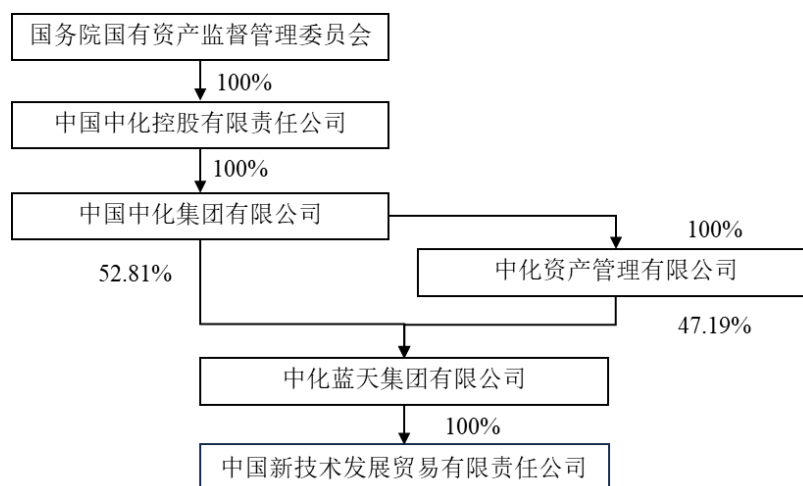 国务院国有资产监督管理委员会
100%
中国中化控股有限责任公司
100%
中国中化集团有限公司
100%
中化资产管理有限公司
52.81%
47.19%
中化蓝天集团有限公司
100%
中国新技术发展贸易有限责任公司